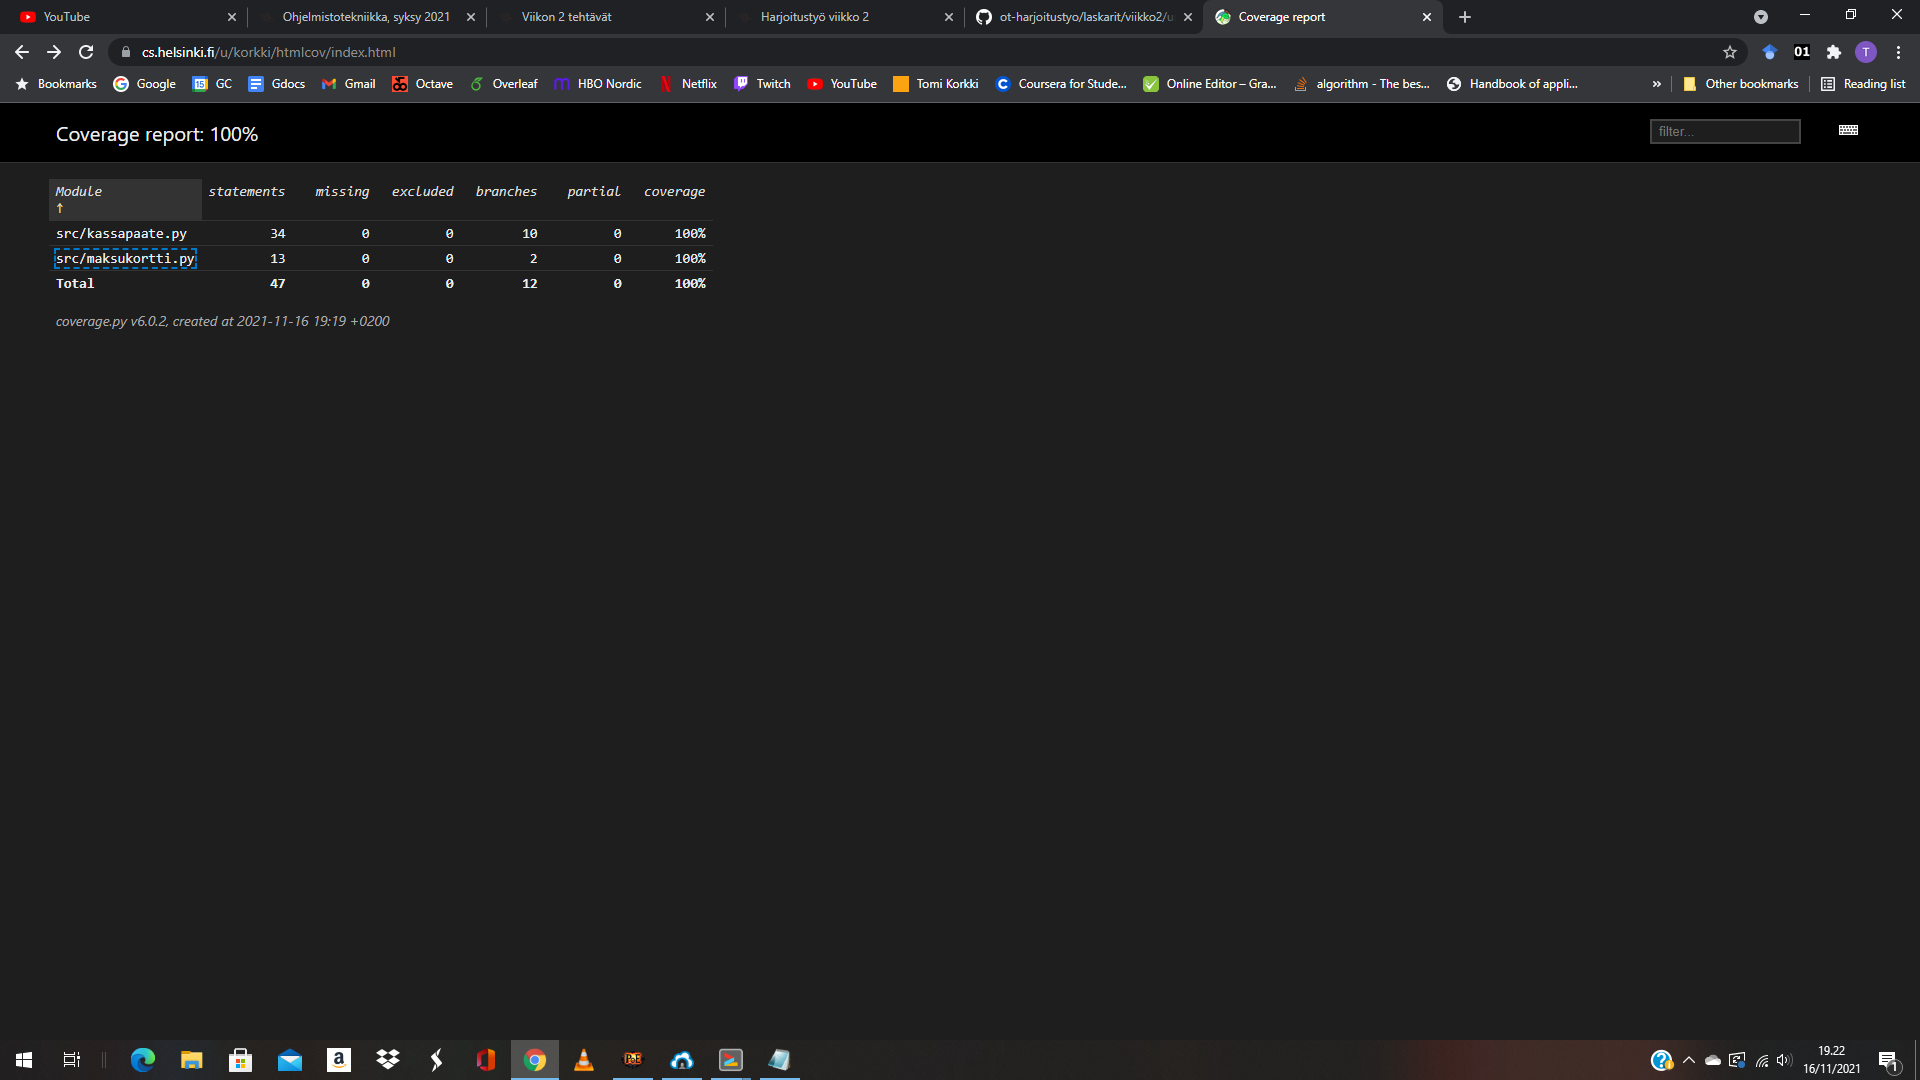 YouTube
Ohjelmistotekniikka, syksy 2021
Viikon 2 tehtävät
Harjoitustyö viikko 2
ot-harjoitustyo/laskarit/viikko2/u
Coverage report
cs.helsinki.fi/u/korkki/htmlcov/index.html
01
T
Bookmarks Google GC Gdocs Gmail Octave Overleaf HBO Nordic Netflix Twitch YouTube Tomi Korkki Coursera for Stude... Online Editor – Gra... algorithm - The bes... Handbook of appli... » Other bookmarks Reading list
Coverage report: 100%
filter...
Module ↑ statements missing excluded branches partial coverage
src/kassapaate.py 34 0 0 10 0 100%
src/maksukortti.py 13 0 0 2 0 100%
Total 47 0 0 12 0 100%
coverage.py v6.0.2, created at 2021-11-16 19:19 +0200
19.22
16/11/2021
1